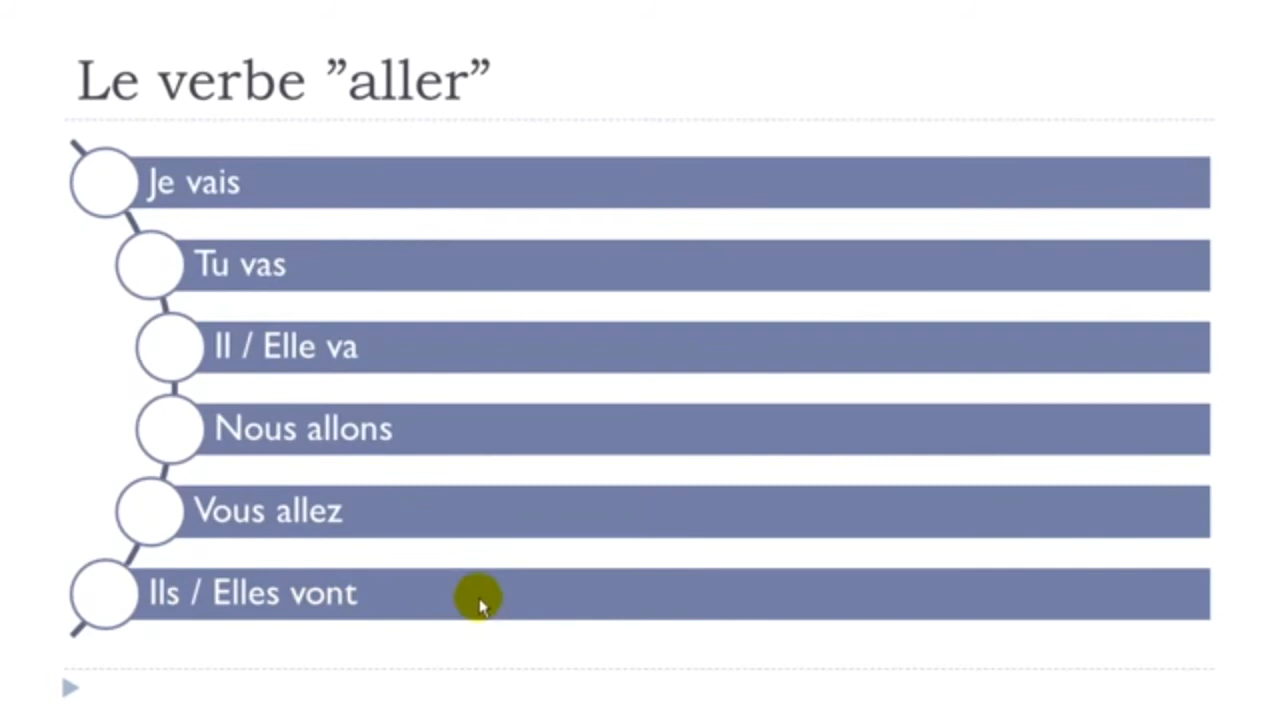 Le verbe ”aller”
Je vais
Tu vas
Il / Elle va
Nous allons
Vous allez
Ils / Elles vont